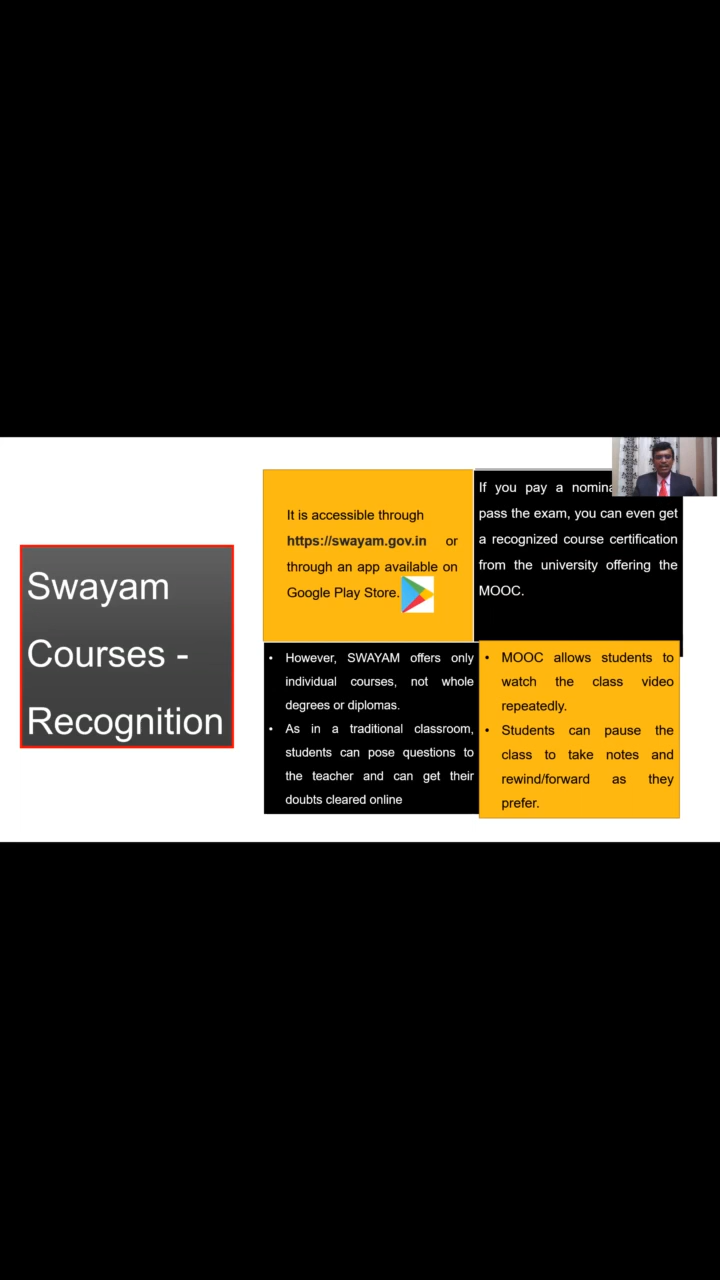 Swayam
Courses -
Recognition
It is accessible through
https://swayam.gov.in or
through an app available on
Google Play Store.
If you pay a
pass the exam, you can even get
a recognized course certification
from the university offering the
MOOC.
• However, SWAYAM offers only
individual courses, not whole
degrees or diplomas.
• As in a traditional classroom,
students can pose questions to
the teacher and can get their
doubts cleared online
• MOOC allows students to
watch the class video
repeatedly.
• Students can pause the
class to take notes and
rewind/forward as they
prefer.